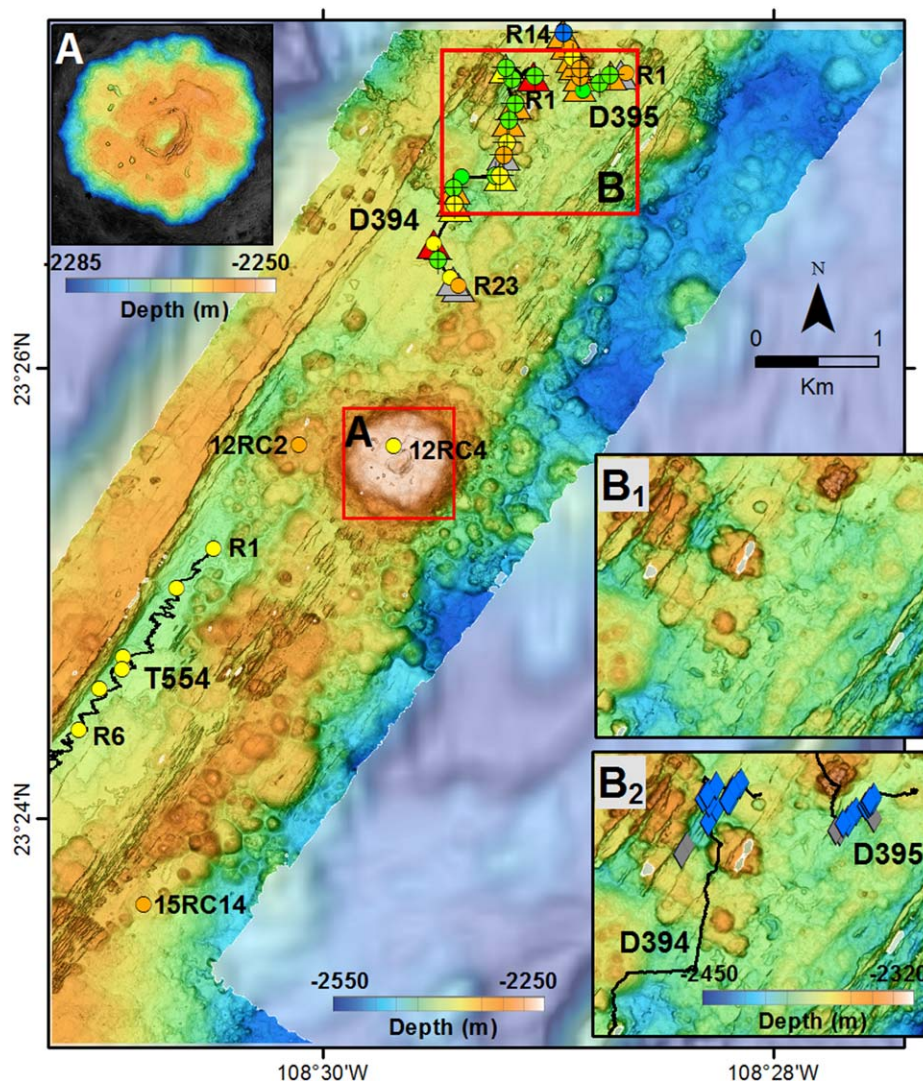 A
-2285 -2250
Depth (m)
R14
R1
R1
D395
B
D394
R23
N
0 1
Km
23°26'N
12RC2
A
12RC4
R1
T554
R6
23°24'N
15RC14
B1
B2
D395
D394
-2450 -2320
Depth (m)
-2550 -2250
Depth (m)
108°30'W 108°28'W